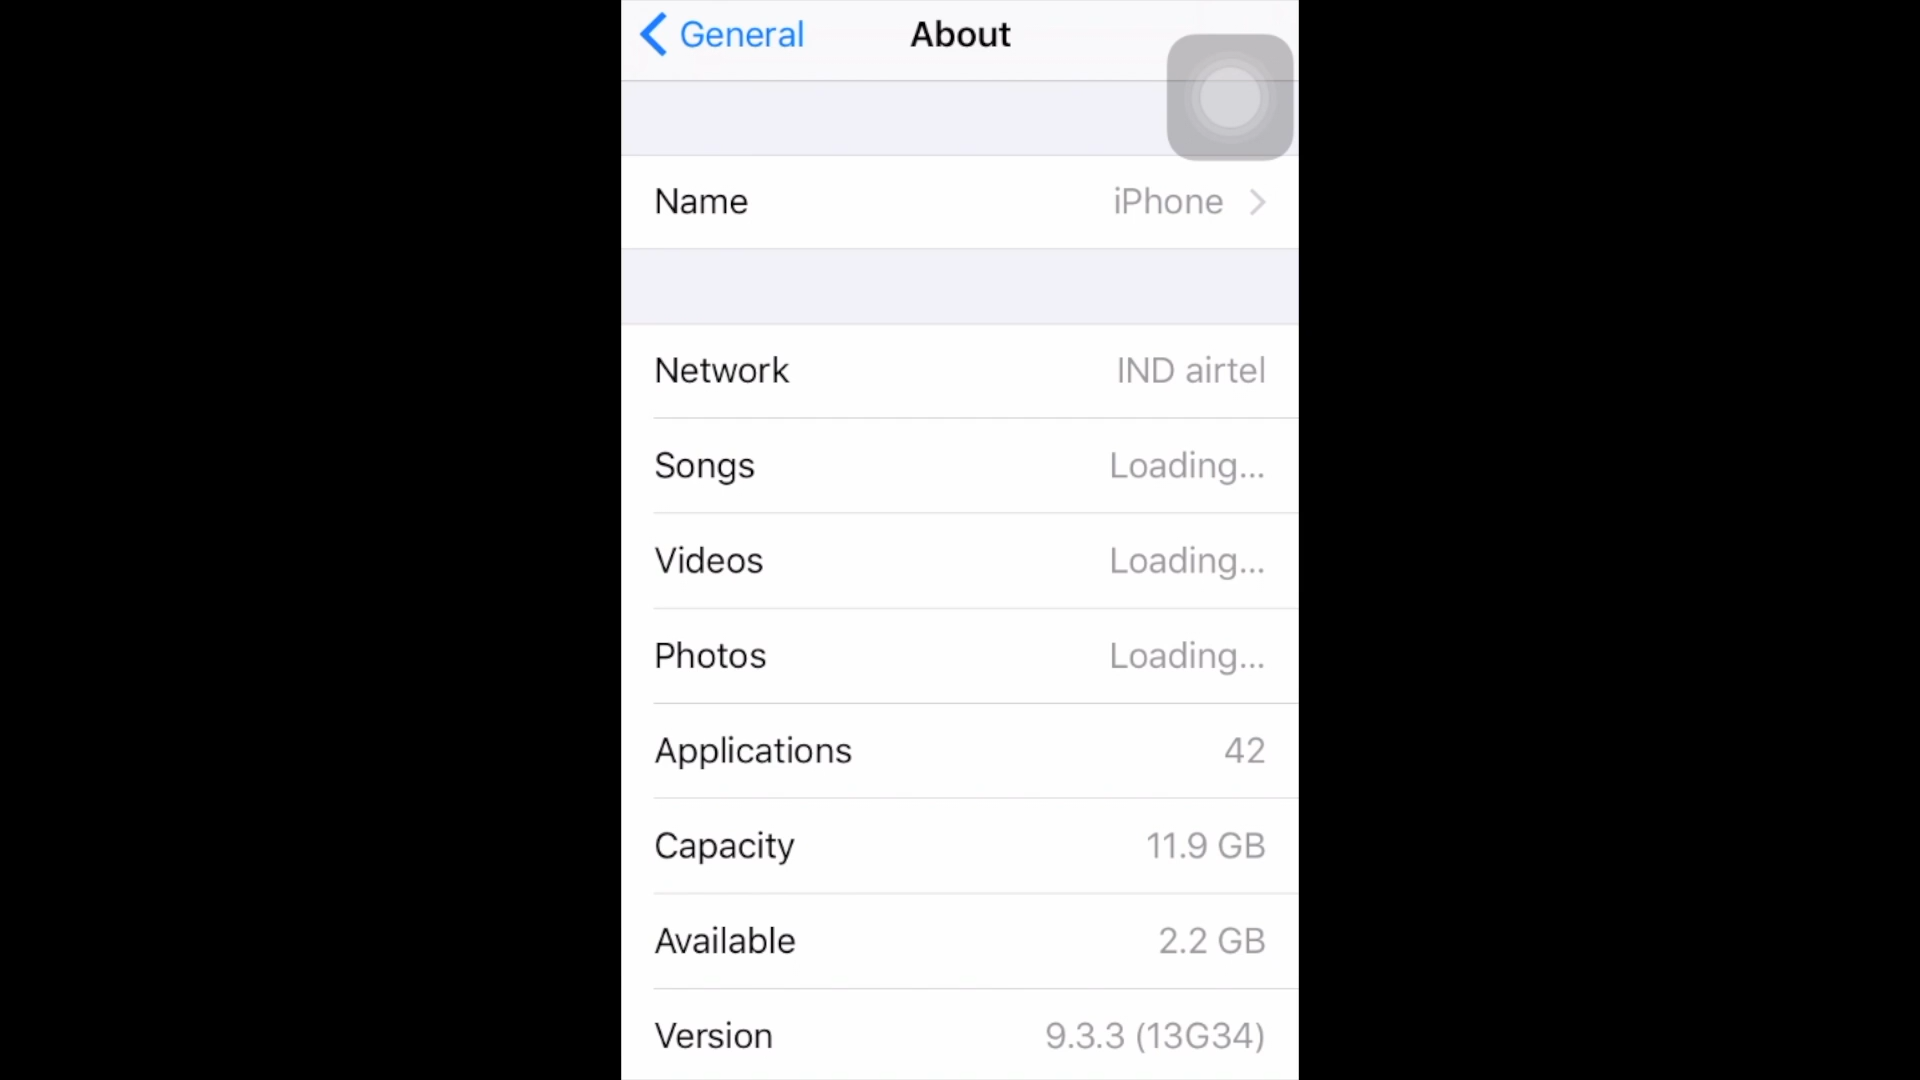 General About
Name iPhone
Network IND airtel
Songs Loading...
Videos Loading...
Photos Loading...
Applications 42
Capacity 11.9 GB
Available 2.2 GB
Version 9.3.3 (13G34)